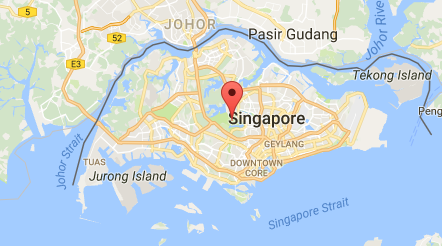 5
JOHOR
52
Pasir Gudang
Johor River
E3
Tekong Island
Peng
Singapore
GEYLANG
Johor Strait
TUAS
DOWNTOWN
CORE
Jurong Island
Singapore Strait